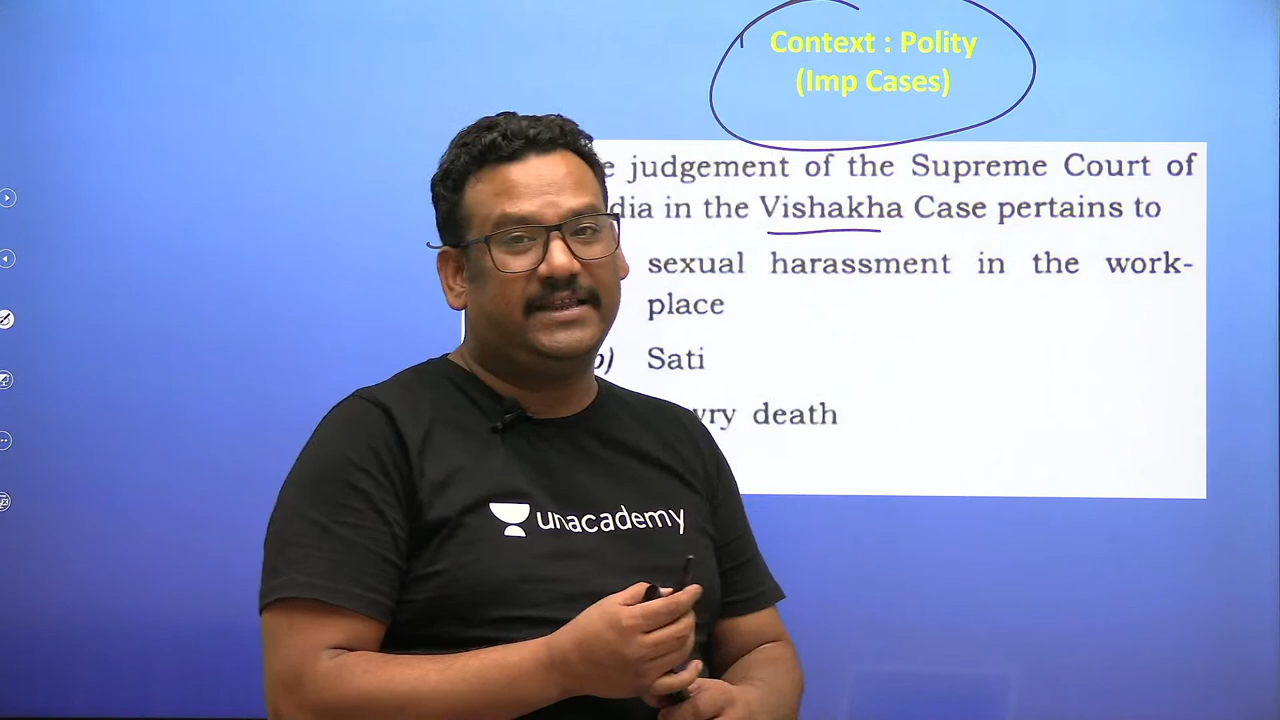 Context : Polity
(Imp Cases)
judgement of the Supreme Court of
in the Vishakha Case pertains to
sexual harassment in the work-
place
Sati
death
unacademy